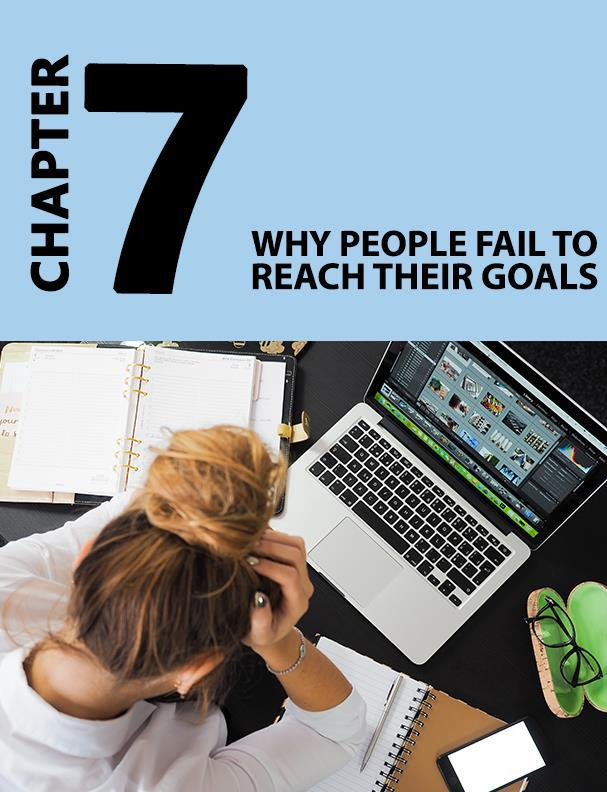 CHAPTER
7
WHY PEOPLE FAIL TO
REACH THEIR GOALS